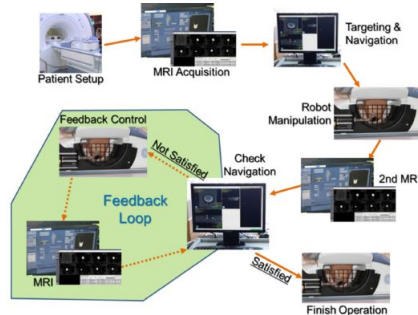 Patient Setup
MRI Acquisition
Targeting &
Navigation
Robot
Manipulation
2nd MRI
Check
Navigation
Not Satisfied
Feedback Control
Feedback
Loop
MRI
Satisfied
Finish Operation